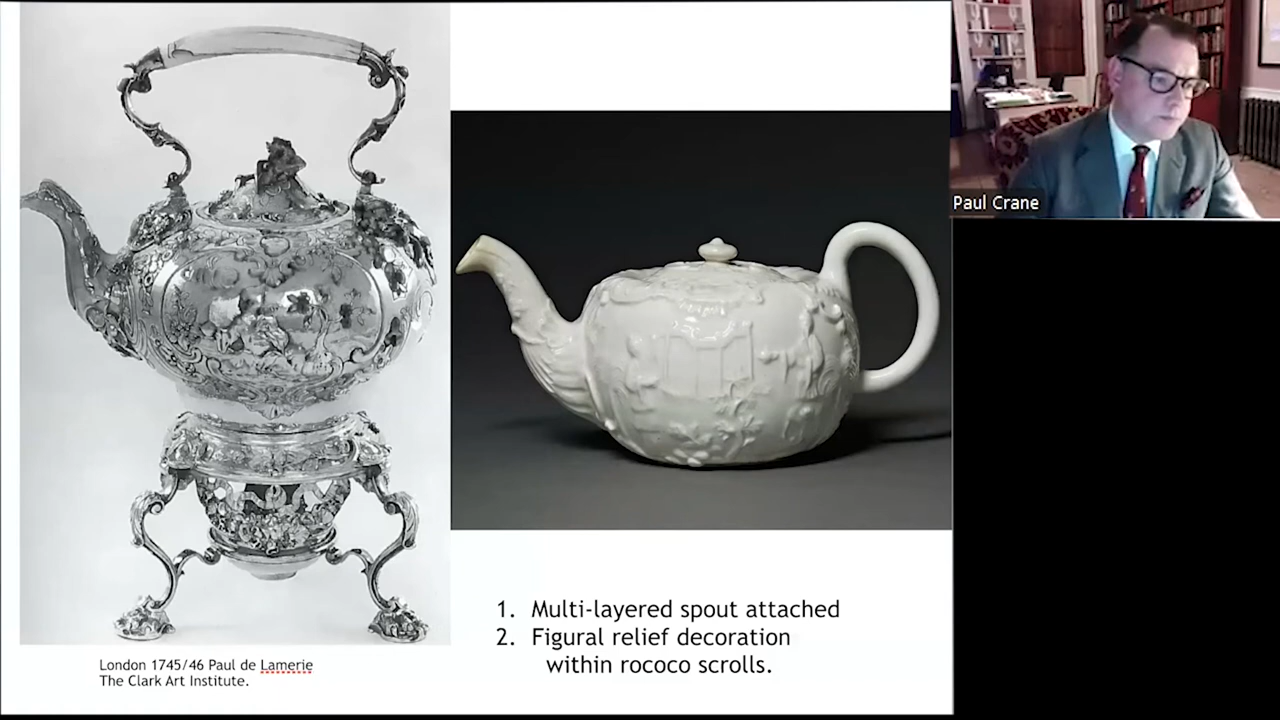 Paul Crane
1. Multi-layered spout attached
2. Figural relief decoration
within rococo scrolls.
London 1745/46 Paul de Lamerie
The Clark Art Institute.